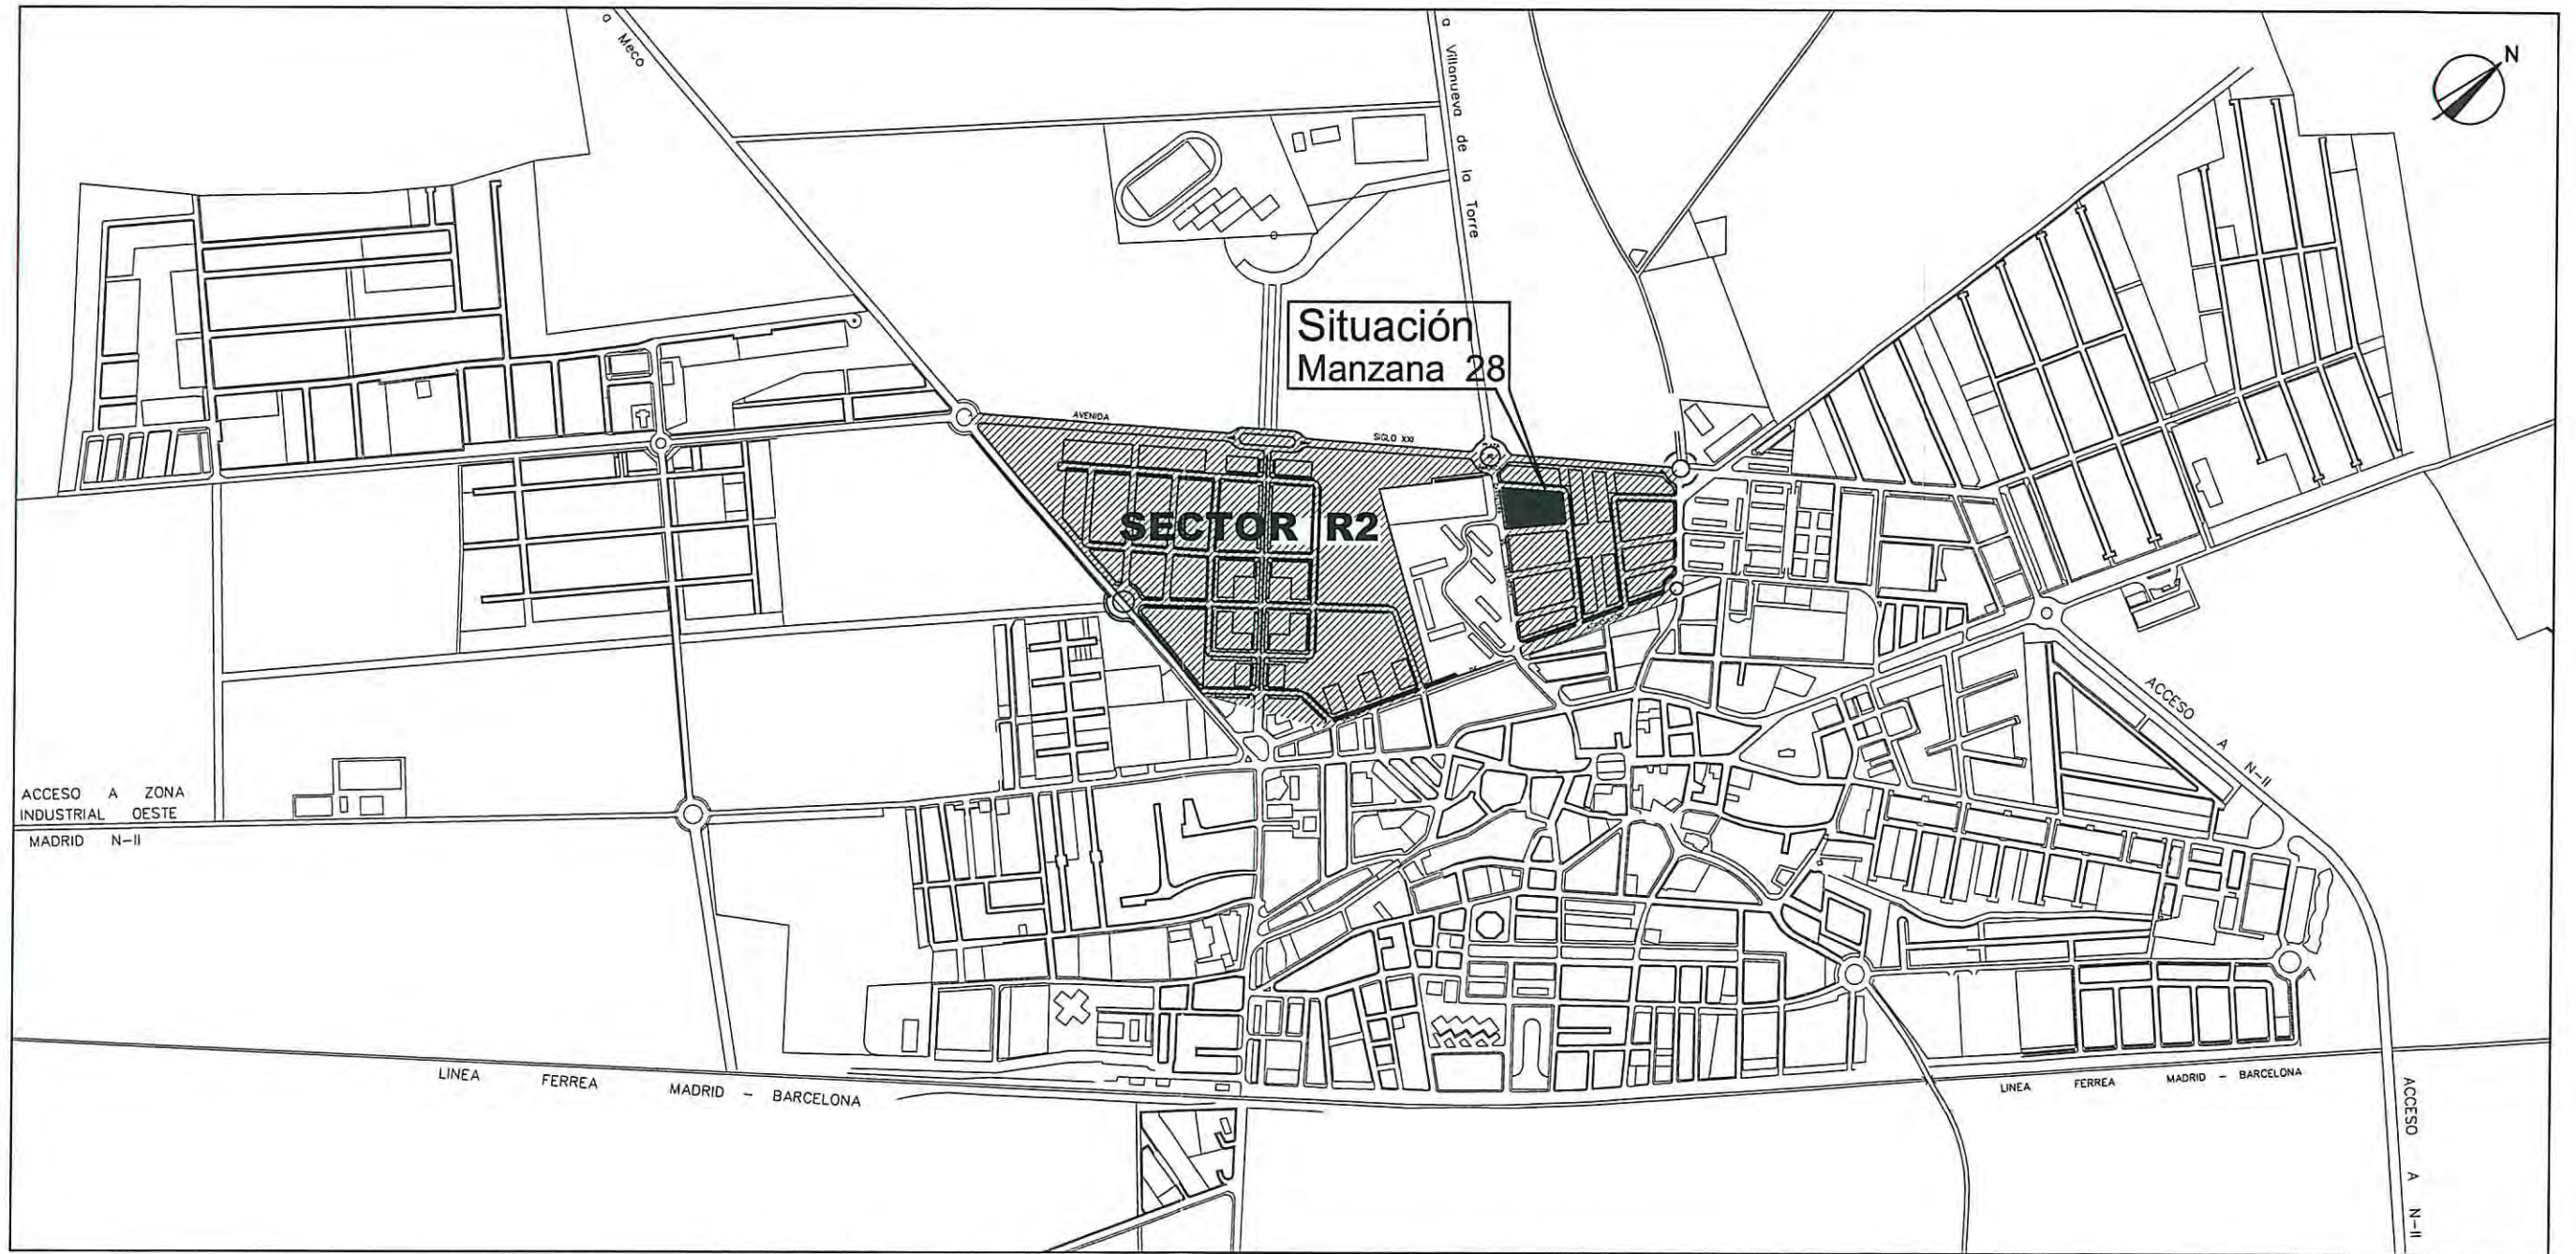 a Meco
a Villanueva de la Torre
N
Situación
Manzana 28
AVENIDA
SIGLO XXI
SECTOR R2
ACCESO A N-II
ACCESO A ZONA
INDUSTRIAL OESTE
MADRID N-II
LINEA FERREA MADRID - BARCELONA
LINEA FERREA MADRID - BARCELONA
ACCESO A N-II